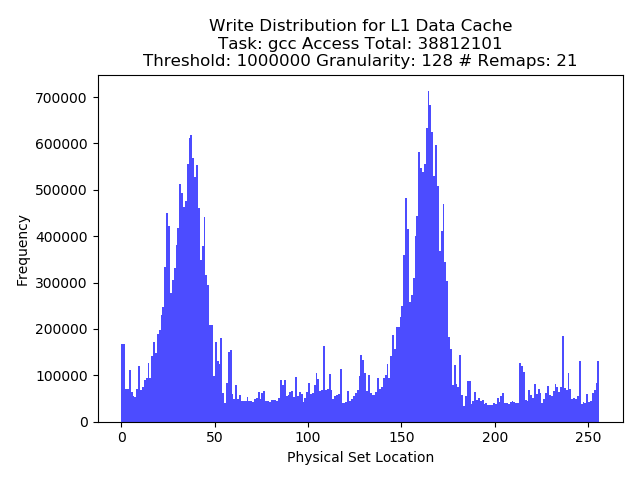 Write Distribution for L1 Data Cache
Task: gcc Access Total: 38812101
Threshold: 1000000 Granularity: 128 # Remaps: 21
700000
600000
500000
400000
300000
200000
100000
0
Frequency
0 50 100 150 200 250
Physical Set Location